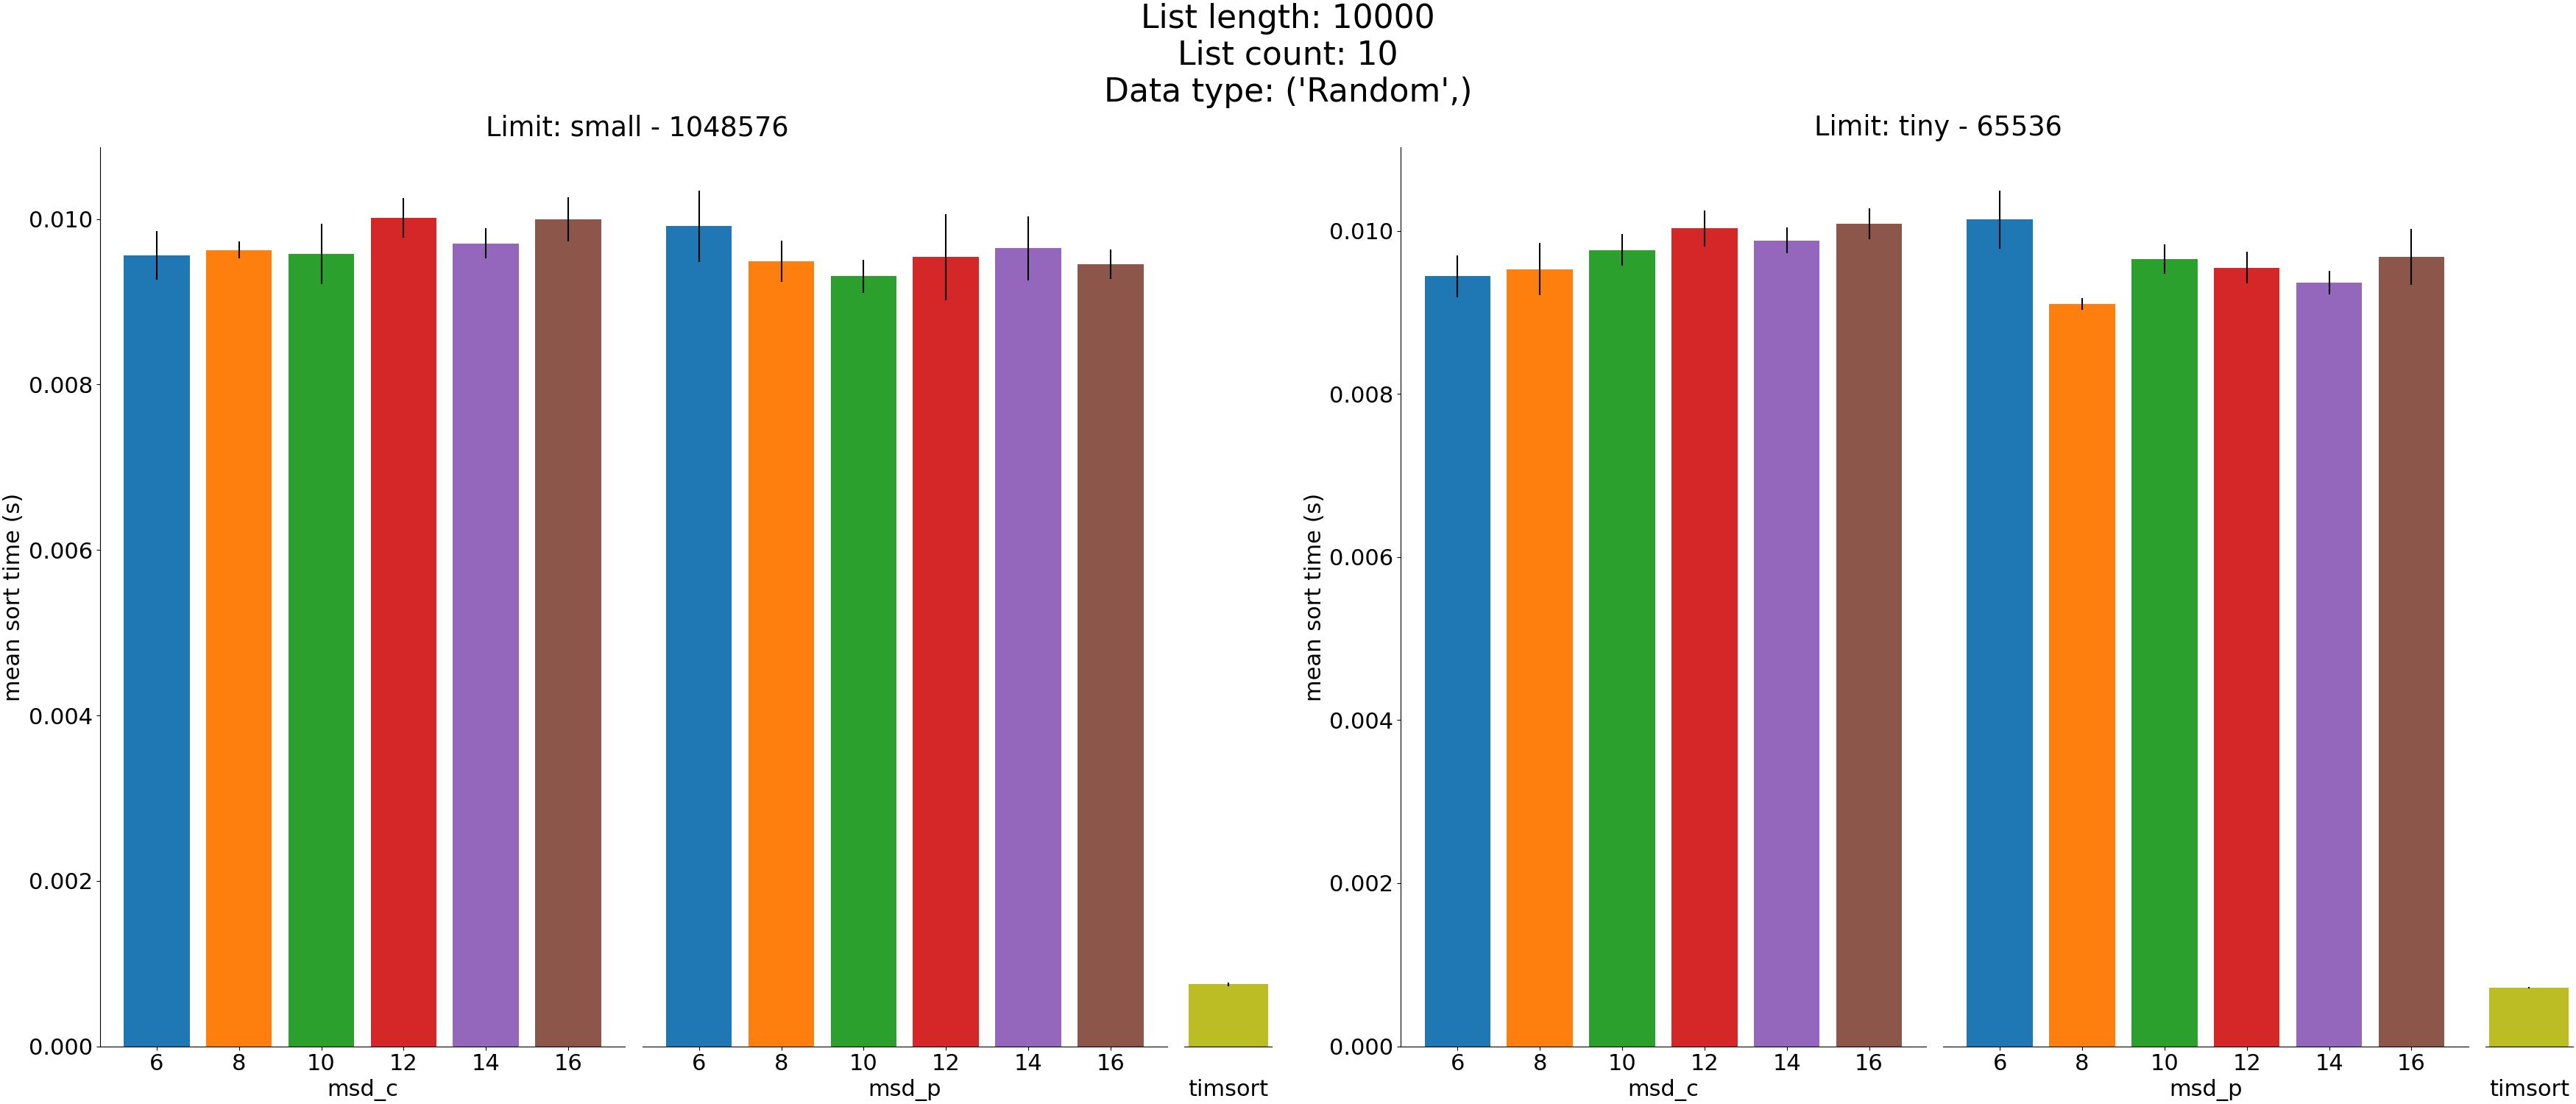 List length: 10000
List count: 10
Data type: ('Random',)
Limit: small - 1048576
mean sort time (s)
0.010
0.008
0.006
0.004
0.002
0.000
6 8 10 12 14 16
msd_c
6 8 10 12 14 16
msd_p
timsort
Limit: tiny - 65536
mean sort time (s)
0.010
0.008
0.006
0.004
0.002
0.000
6 8 10 12 14 16
msd_c
6 8 10 12 14 16
msd_p
timsort